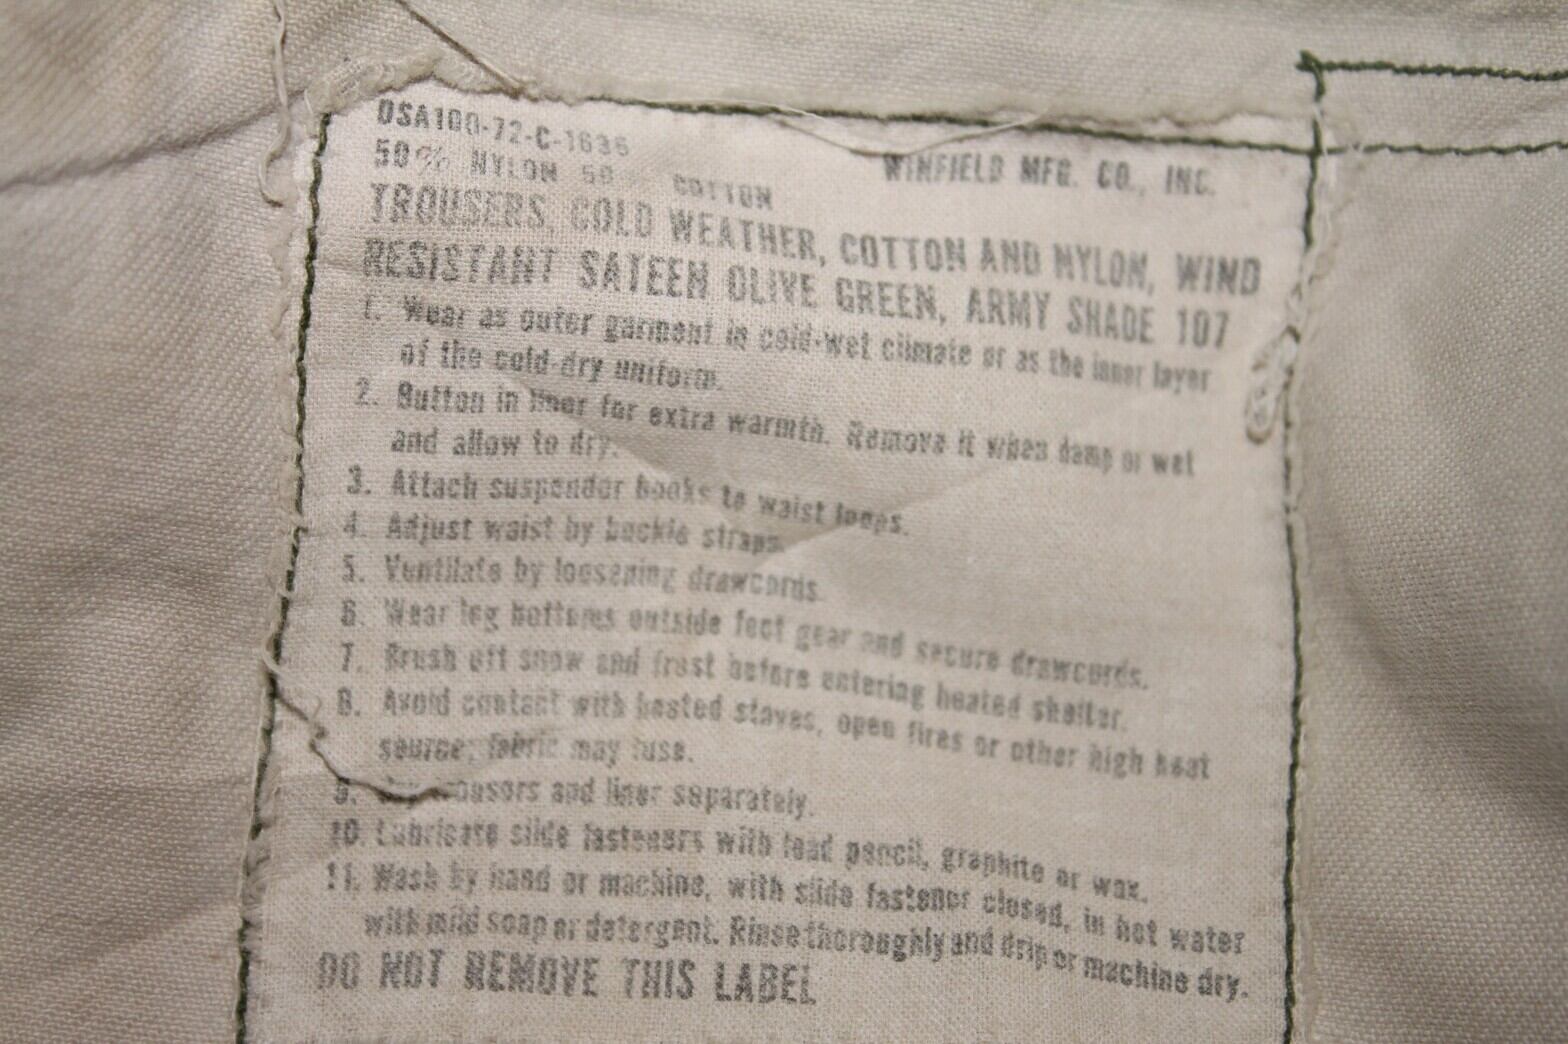 DSA100-72-C-1636
WINFIELD MFG. CO., INC.
50% NYLON 50 COTTON
TROUSERS, COLD WEATHER, COTTON AND NYLON, WIND
RESISTANT SATEEN OLIVE GREEN, ARMY SHADE 107
1. Wear as outer garment in cold-wet climate or as the inner layer
of the cold-dry uniform.
2. Button in liner for extra warmth. Remove it when damp or wet
and allow to dry.
3. Attach suspender hooks to waist loops.
4. Adjust waist by buckle straps.
5. Ventilate by loosening drawcords.
6. Wear leg bottoms outside foot gear and secure drawcords.
7. Brush off snow and frost before entering heated shelter.
8. Avoid contact with heated stoves, open fires or other high heat
source; fabric may fuse.
9. trousers and liner separately.
10. Lubricate slide fasteners with lead pencil, graphite or wax.
11. Wash by hand or machine, with slide fastener closed, in hot water
with mild soap or detergent. Rinse thoroughly and drip or machine dry.
DO NOT REMOVE THIS LABEL